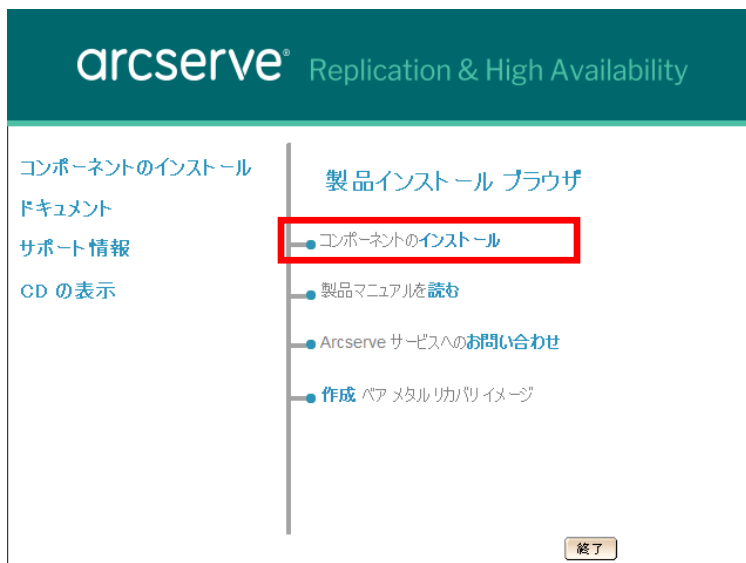 arcserve® Replication & High Availability
コンポーネントのインストール
ドキュメント
サポート情報
CD の表示
製品インストール ブラウザ
コンポーネントのインストール
製品マニュアルを読む
Arcserve サービスへのお問い合わせ
作成 ベア メタル リカバリ イメージ
終了